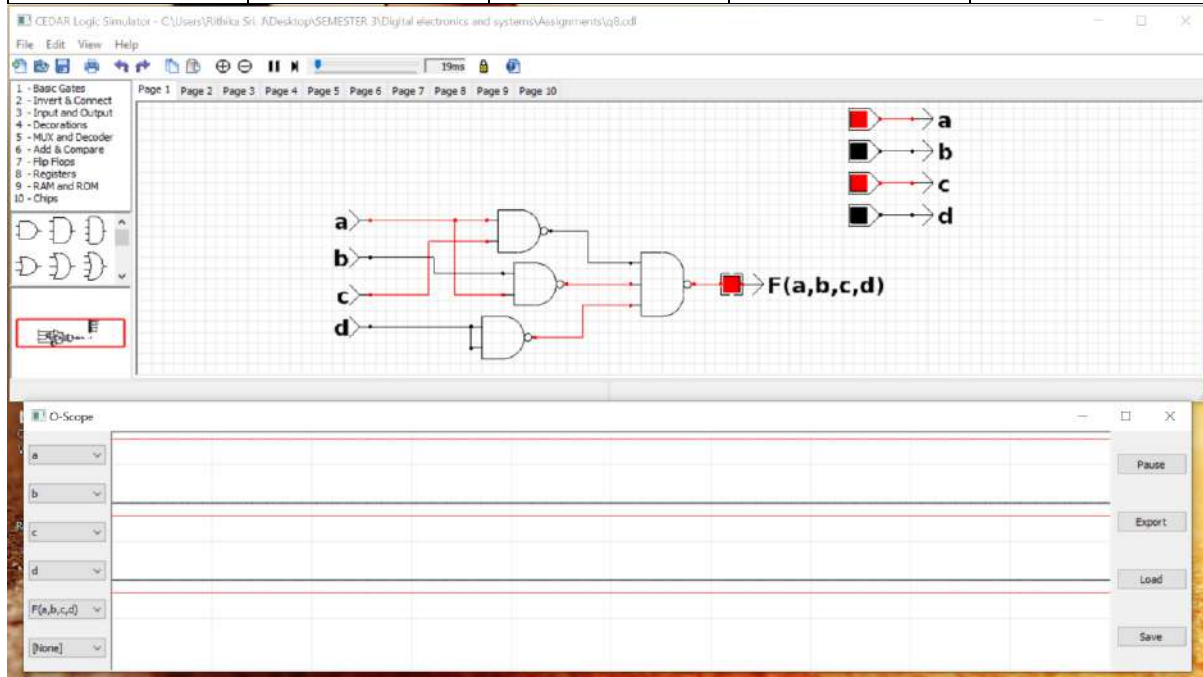 CEDAR Logic Simulator - C:\Users\Rithika Sri. J\Desktop\SEMESTER 3\Digital electronics and systems\Assignments\q8.cdl
File Edit View Help
19ms
1 - Basic Gates
2 - Invert & Connect
3 - Input and Output
4 - Decorations
5 - MUX and Decoder
6 - Add & Compare
7 - Flip Flops
8 - Registers
9 - RAM and ROM
10 - Chips
Page 1 Page 2 Page 3 Page 4 Page 5 Page 6 Page 7 Page 8 Page 9 Page 10
a
b
c
d
a
b
c
d
F(a,b,c,d)
O-Scope
a
b
c
d
F(a,b,c,d)
[None]
Pause
Export
Load
Save